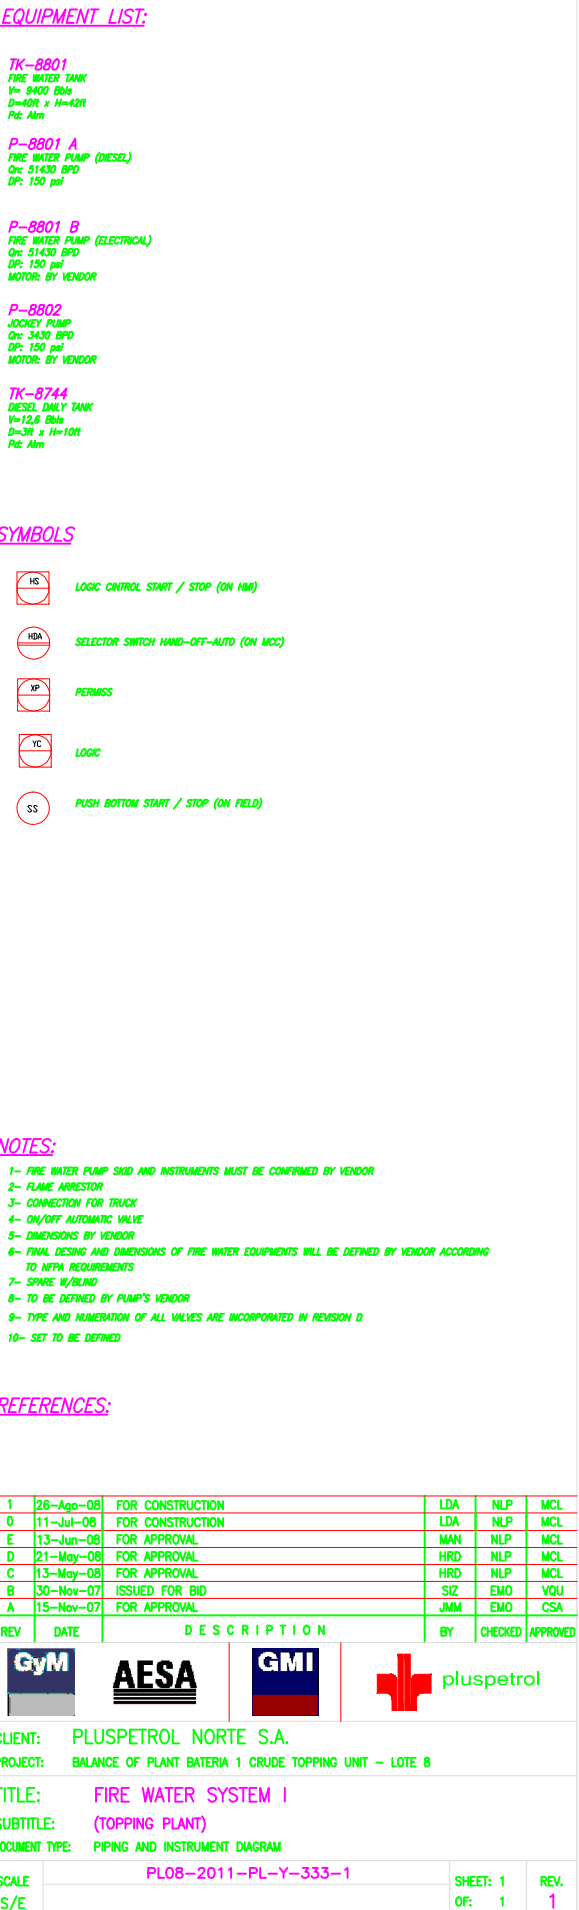 EQUIPMENT LIST:
TK-8801
FIRE WATER TANK
V= 9400 Bbls
D=40ft x H=42ft
Pd: Atm
P-8801 A
FIRE WATER PUMP (DIESEL)
Qn: 51430 BPD
DP: 150 psi
P-8801 B
FIRE WATER PUMP (ELECTRICAL)
Qn: 51430 BPD
DP: 150 psi
MOTOR: BY VENDOR
P-8802
JOCKEY PUMP
Qn: 3430 BPD
DP: 150 psi
MOTOR: BY VENDOR
TK-8744
DIESEL DAILY TANK
V=12,6 Bbls
D=3ft x H=10ft
Pd: Atm
SYMBOLS
HS LOGIC CINTROL START / STOP (ON HMI)
HDA SELECTOR SWITCH HAND-OFF-AUTO (ON MCC)
XP PERMISS
YC LOGIC
SS PUSH BOTTOM START / STOP (ON FIELD)
NOTES:
1- FIRE WATER PUMP SKID AND INSTRUMENTS MUST BE CONFIRMED BY VENDOR
2- FLAME ARRESTOR
3- CONNECTION FOR TRUCK
4- ON/OFF AUTOMATIC VALVE
5- DIMENSIONS BY VENDOR
6- FINAL DESING AND DIMENSIONS OF FIRE WATER EQUIPMENTS WILL BE DEFINED BY VENDOR ACCORDING
TO NFPA REQUIREMENTS
7- SPARE W/BLIND
8- TO BE DEFINED BY PUMP'S VENDOR
9- TYPE AND NUMERATION OF ALL VALVES ARE INCORPORATED IN REVISION D
10- SET TO BE DEFINED
REFERENCES:
1 26-Ago-08 FOR CONSTRUCTION LDA NLP MCL
0 11-Jul-08 FOR CONSTRUCTION LDA NLP MCL
E 13-Jun-08 FOR APPROVAL MAN NLP MCL
D 21-May-08 FOR APPROVAL HRD NLP MCL
C 13-May-08 FOR APPROVAL HRD NLP MCL
B 30-Nov-07 ISSUED FOR BID SIZ EMO VQU
A 15-Nov-07 FOR APPROVAL JMM EMO CSA
REV DATE DESCRIPTION BY CHECKED APPROVED
GyM AESA GMI pluspetrol
CLIENT: PLUSPETROL NORTE S.A.
PROJECT: BALANCE OF PLANT BATERIA 1 CRUDE TOPPING UNIT - LOTE 8
TITLE: FIRE WATER SYSTEM I
SUBTITLE: (TOPPING PLANT)
DOCUMENT TYPE: PIPING AND INSTRUMENT DIAGRAM
SCALE PL08-2011-PL-Y-333-1 SHEET: 1 REV.
S/E OF: 1 1